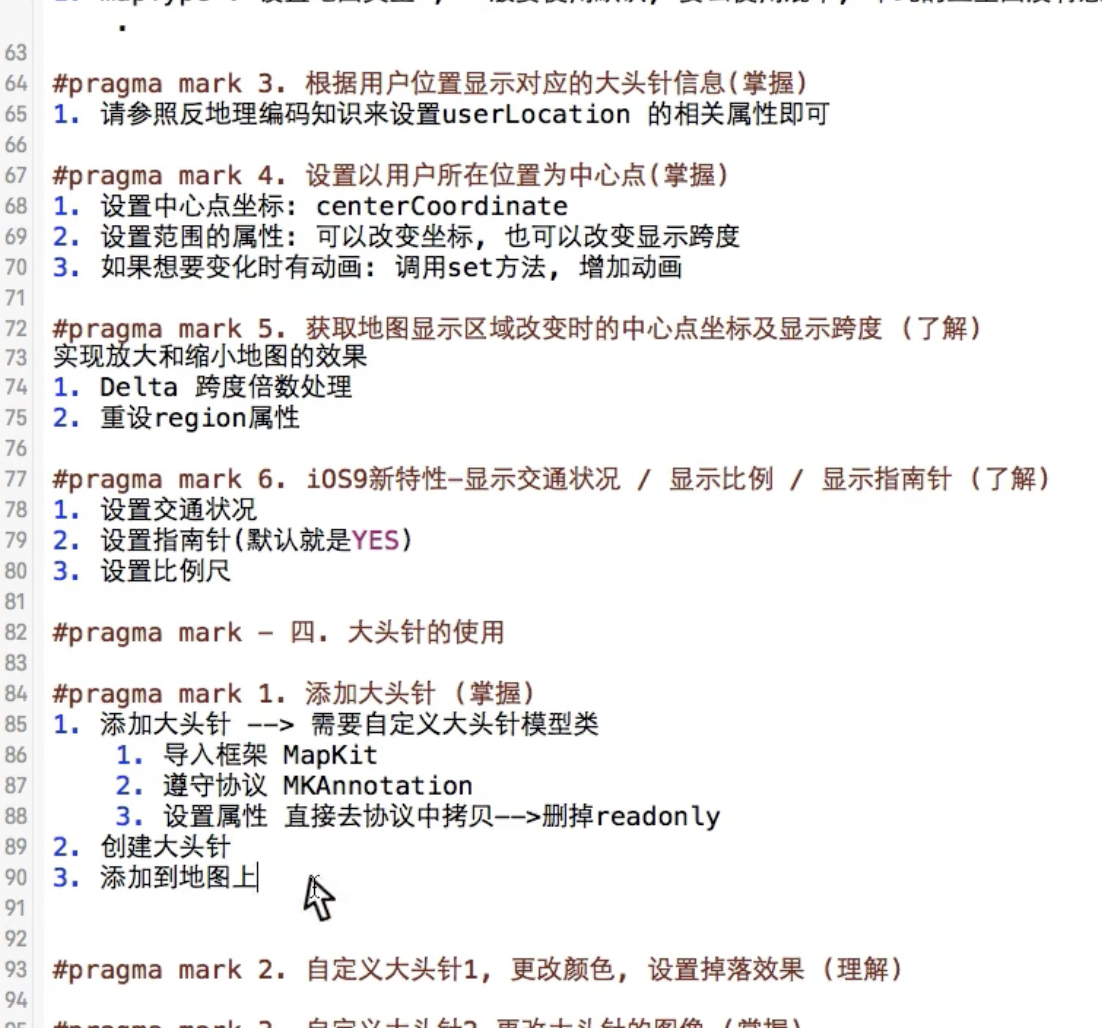 63
64 #pragma mark 3. 根据用户位置显示对应的大头针信息(掌握)
65 1. 请参照反地理编码知识来设置userLocation 的相关属性即可
66
67 #pragma mark 4. 设置以用户所在位置为中心点(掌握)
68 1. 设置中心点坐标: centerCoordinate
69 2. 设置范围的属性: 可以改变坐标, 也可以改变显示跨度
70 3. 如果想要变化时有动画: 调用set方法, 增加动画
71
72 #pragma mark 5. 获取地图显示区域改变时的中心点坐标及显示跨度 (了解)
73 实现放大和缩小地图的效果
74 1. Delta 跨度倍数处理
75 2. 重设region属性
76
77 #pragma mark 6. iOS9新特性-显示交通状况 / 显示比例 / 显示指南针 (了解)
78 1. 设置交通状况
79 2. 设置指南针(默认就是YES)
80 3. 设置比例尺
81
82 #pragma mark - 四. 大头针的使用
83
84 #pragma mark 1. 添加大头针 (掌握)
85 1. 添加大头针 --> 需要自定义大头针模型类
86 1. 导入框架 MapKit
87 2. 遵守协议 MKAnnotation
88 3. 设置属性 直接去协议中拷贝-->删掉readonly
89 2. 创建大头针
90 3. 添加到地图上
91
92
93 #pragma mark 2. 自定义大头针1, 更改颜色, 设置掉落效果 (理解)
94